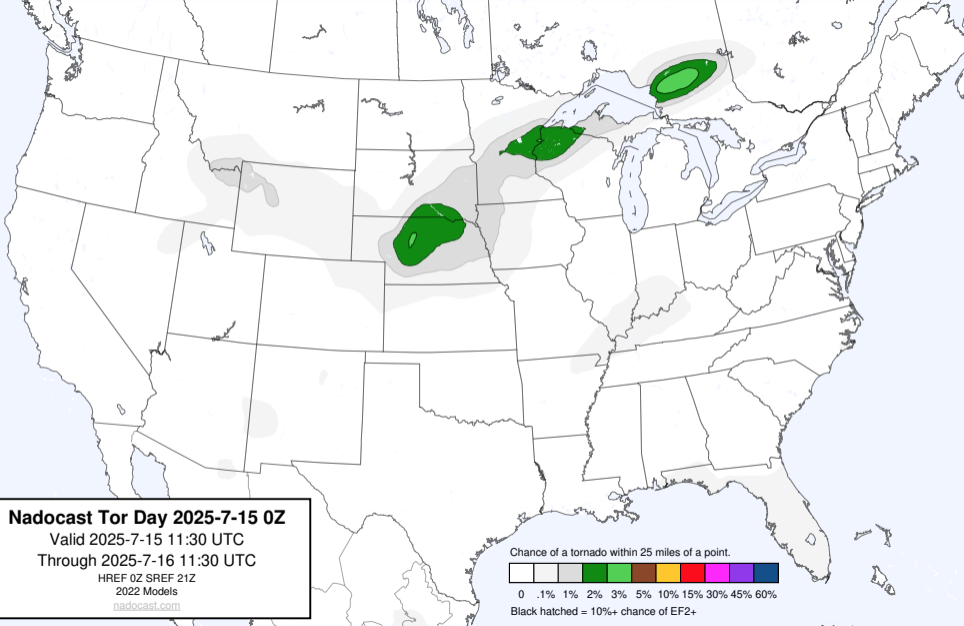 Nadocast Tor Day 2025-7-15 0Z
Valid 2025-7-15 11:30 UTC
Through 2025-7-16 11:30 UTC
HREF 0Z SREF 21Z
2022 Models
nadocast.com
Chance of a tornado within 25 miles of a point.
0 .1% 1% 2% 3% 5% 10% 15% 30% 45% 60%
Black hatched = 10%+ chance of EF2+